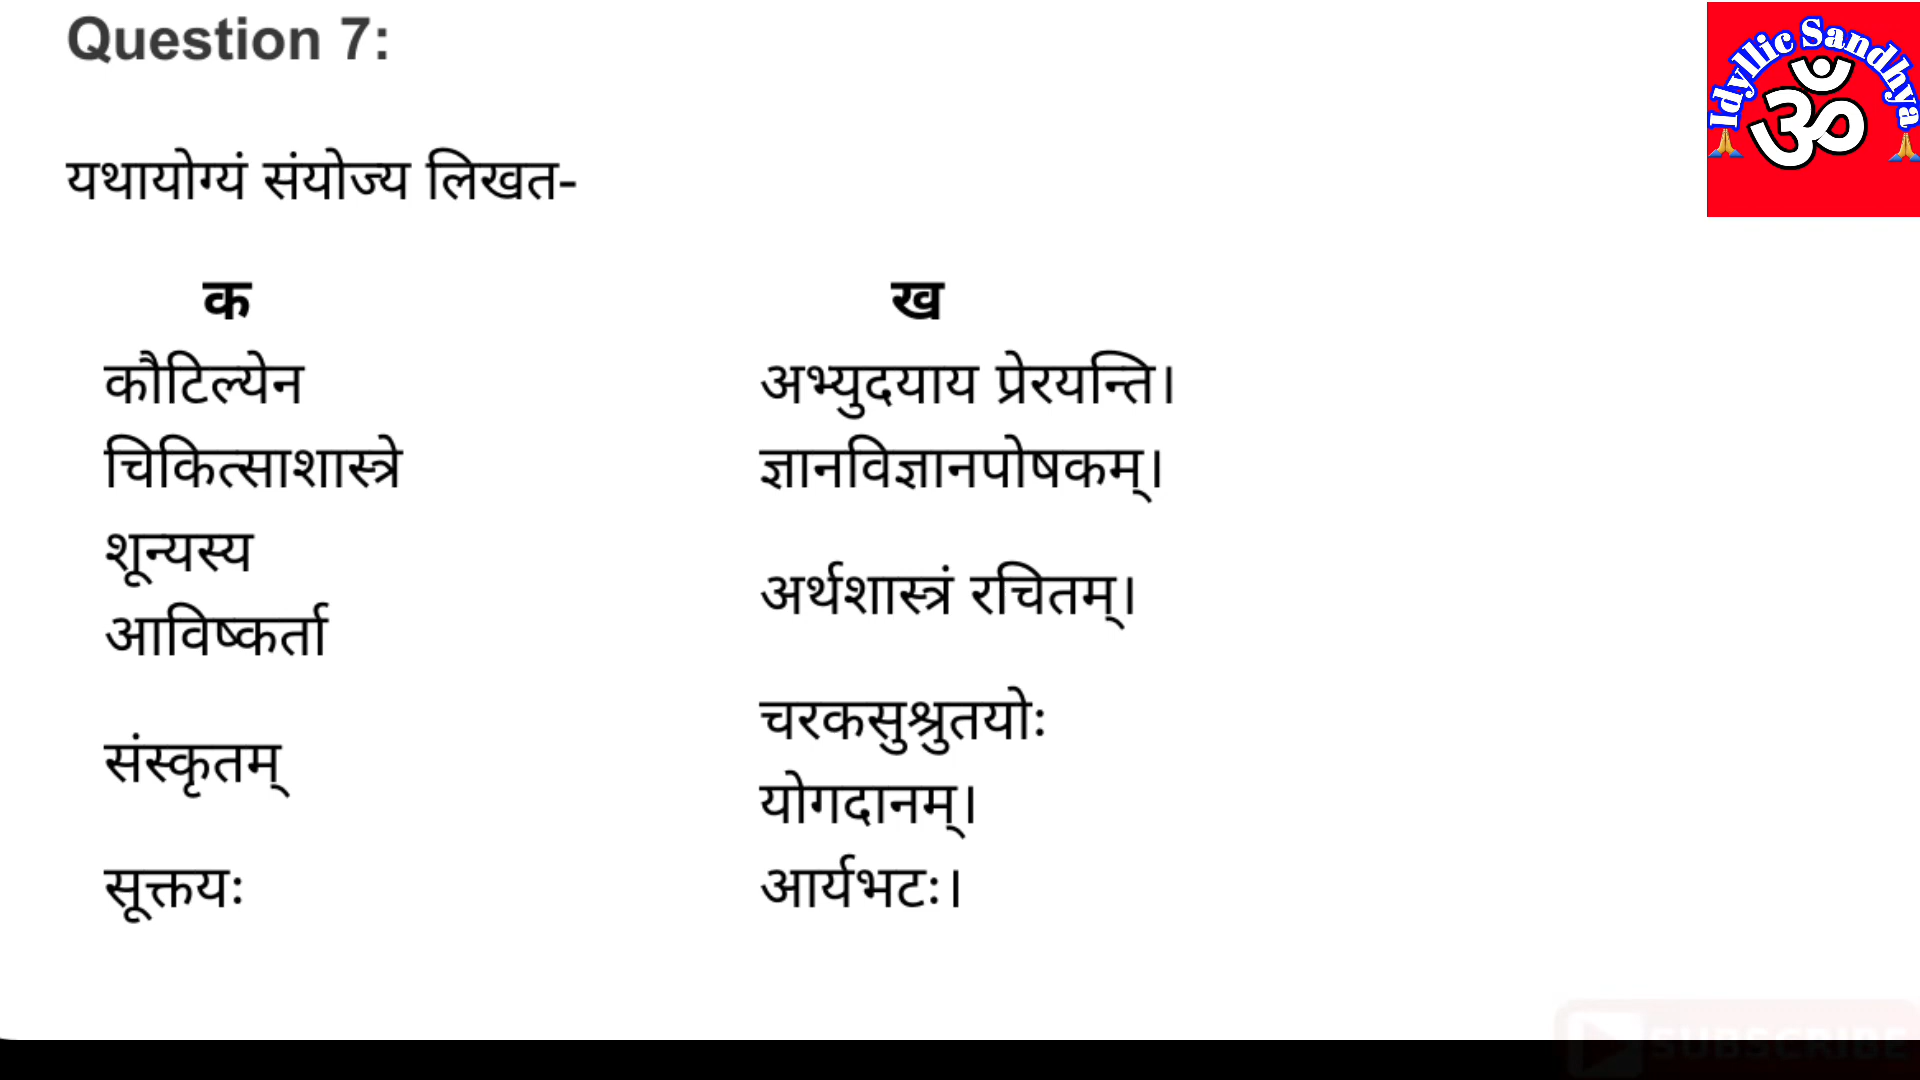 Question 7:
Idyllic Sandhya
ॐ
यथायोग्यं संयोज्य लिखत-
क ख
कौटिल्येन अभ्युदयाय प्रेरयन्ति।
चिकित्साशास्त्रे ज्ञानविज्ञानपोषकम्।
शून्यस्य
आविष्कर्ता
अर्थशास्त्रं रचितम्।
संस्कृतम्
चरकसुश्रुतयोः
योगदानम्।
सूक्तयः आर्यभटः।
SUBSCRIBE